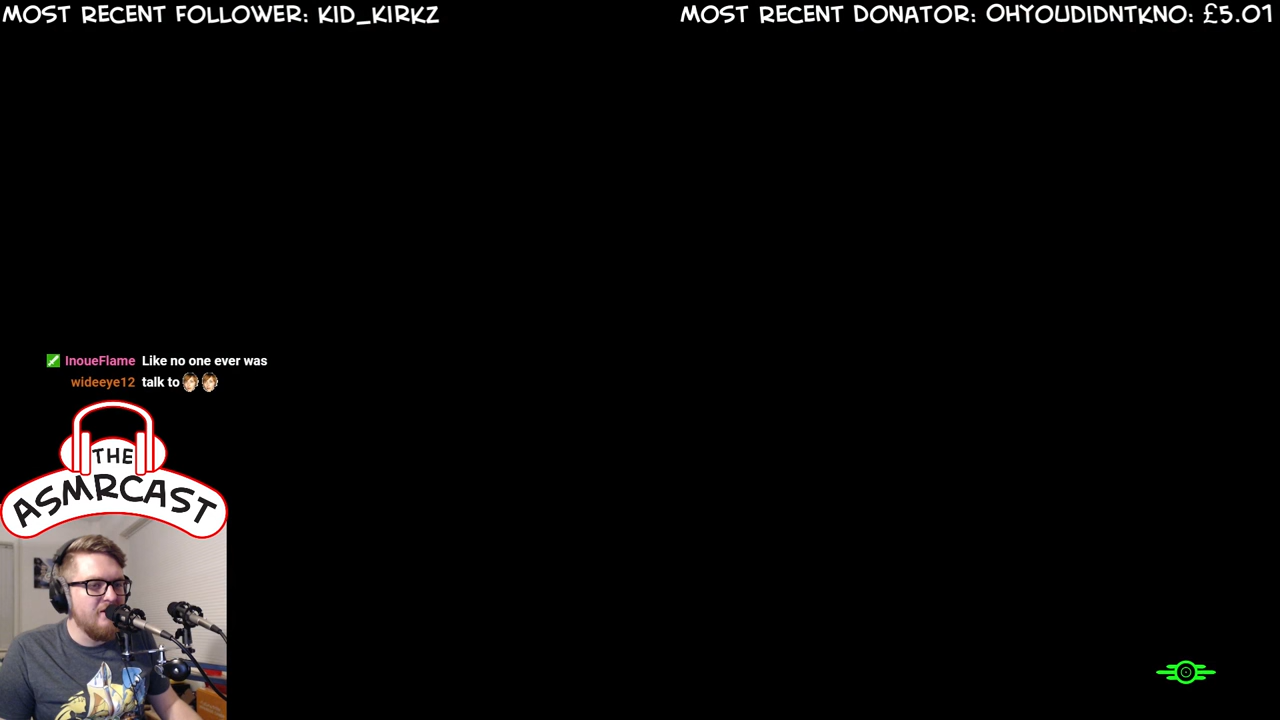 MOST RECENT FOLLOWER: KID_KIRKZ
MOST RECENT DONATOR: OHYOUDIDNTKNO: £5.01
InoueFlame Like no one ever was
wideeye12 talk to
THE
ASMRCAST